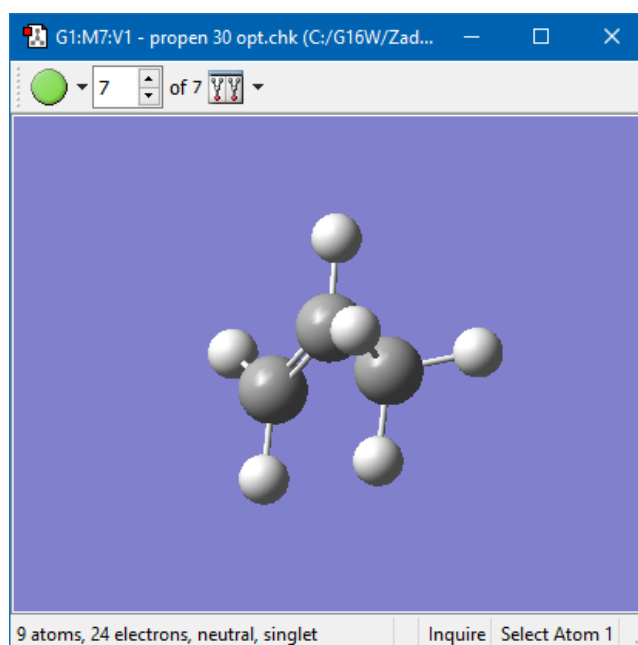 G1:M7:V1 - propen 30 opt.chk (C:/G16W/Zad...
7 of 7
9 atoms, 24 electrons, neutral, singlet Inquire Select Atom 1